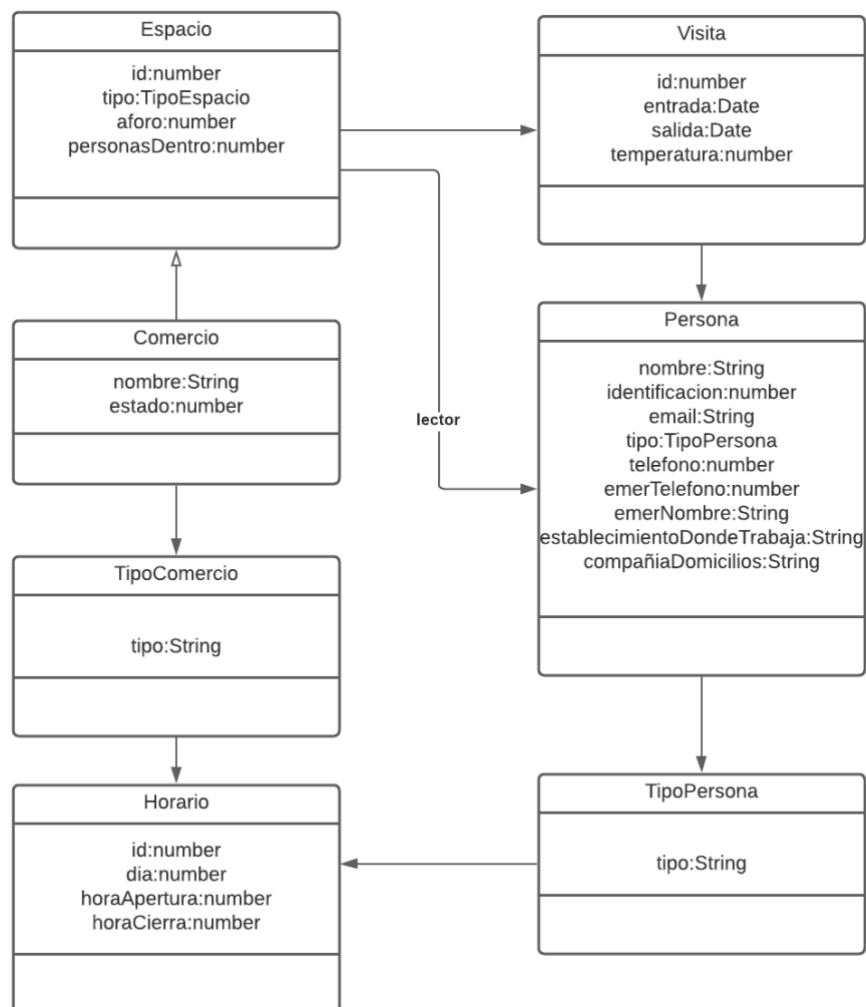 Espacio
id:number
tipo:TipoEspacio
aforo:number
personasDentro:number
Visita
id:number
entrada:Date
salida:Date
temperatura:number
Comercio
nombre:String
estado:number
lector
Persona
nombre:String
identificacion:number
email:String
tipo:TipoPersona
telefono:number
emerTelefono:number
emerNombre:String
establecimientoDondeTrabaja:String
compañiaDomicilios:String
TipoComercio
tipo:String
Horario
id:number
dia:number
horaApertura:number
horaCierra:number
TipoPersona
tipo:String